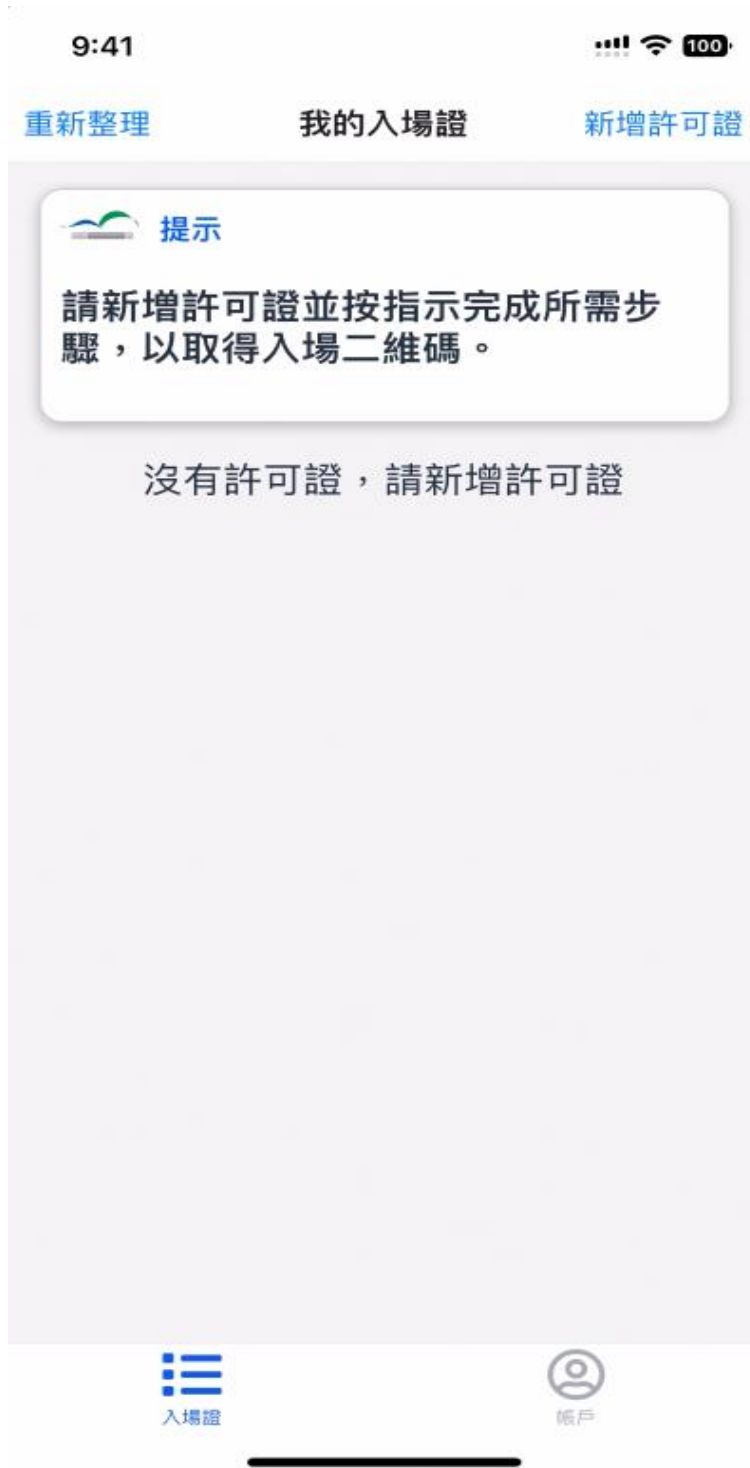 9:41
100
重新整理
我的入場證
新增許可證
提示
請新增許可證並按指示完成所需步
驟，以取得入場二維碼。
沒有許可證，請新增許可證
入場證
帳戶